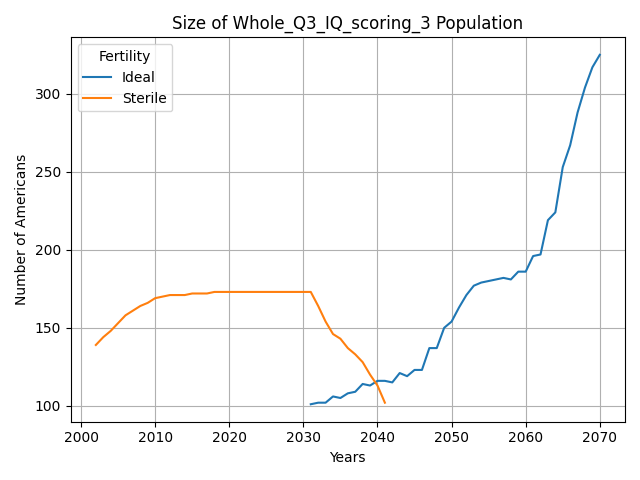 Size of Whole_Q3_IQ_scoring_3 Population
Fertility
Ideal
Sterile
Number of Americans
300
250
200
150
100
2000 2010 2020 2030 2040 2050 2060 2070
Years